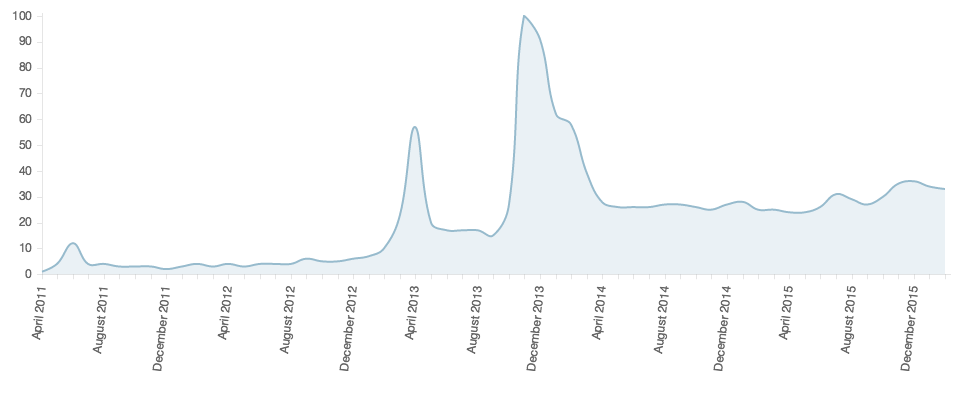 100
90
80
70
60
50
40
30
20
10
0
April 2011
August 2011
December 2011
April 2012
August 2012
December 2012
April 2013
August 2013
December 2013
April 2014
August 2014
December 2014
April 2015
August 2015
December 2015